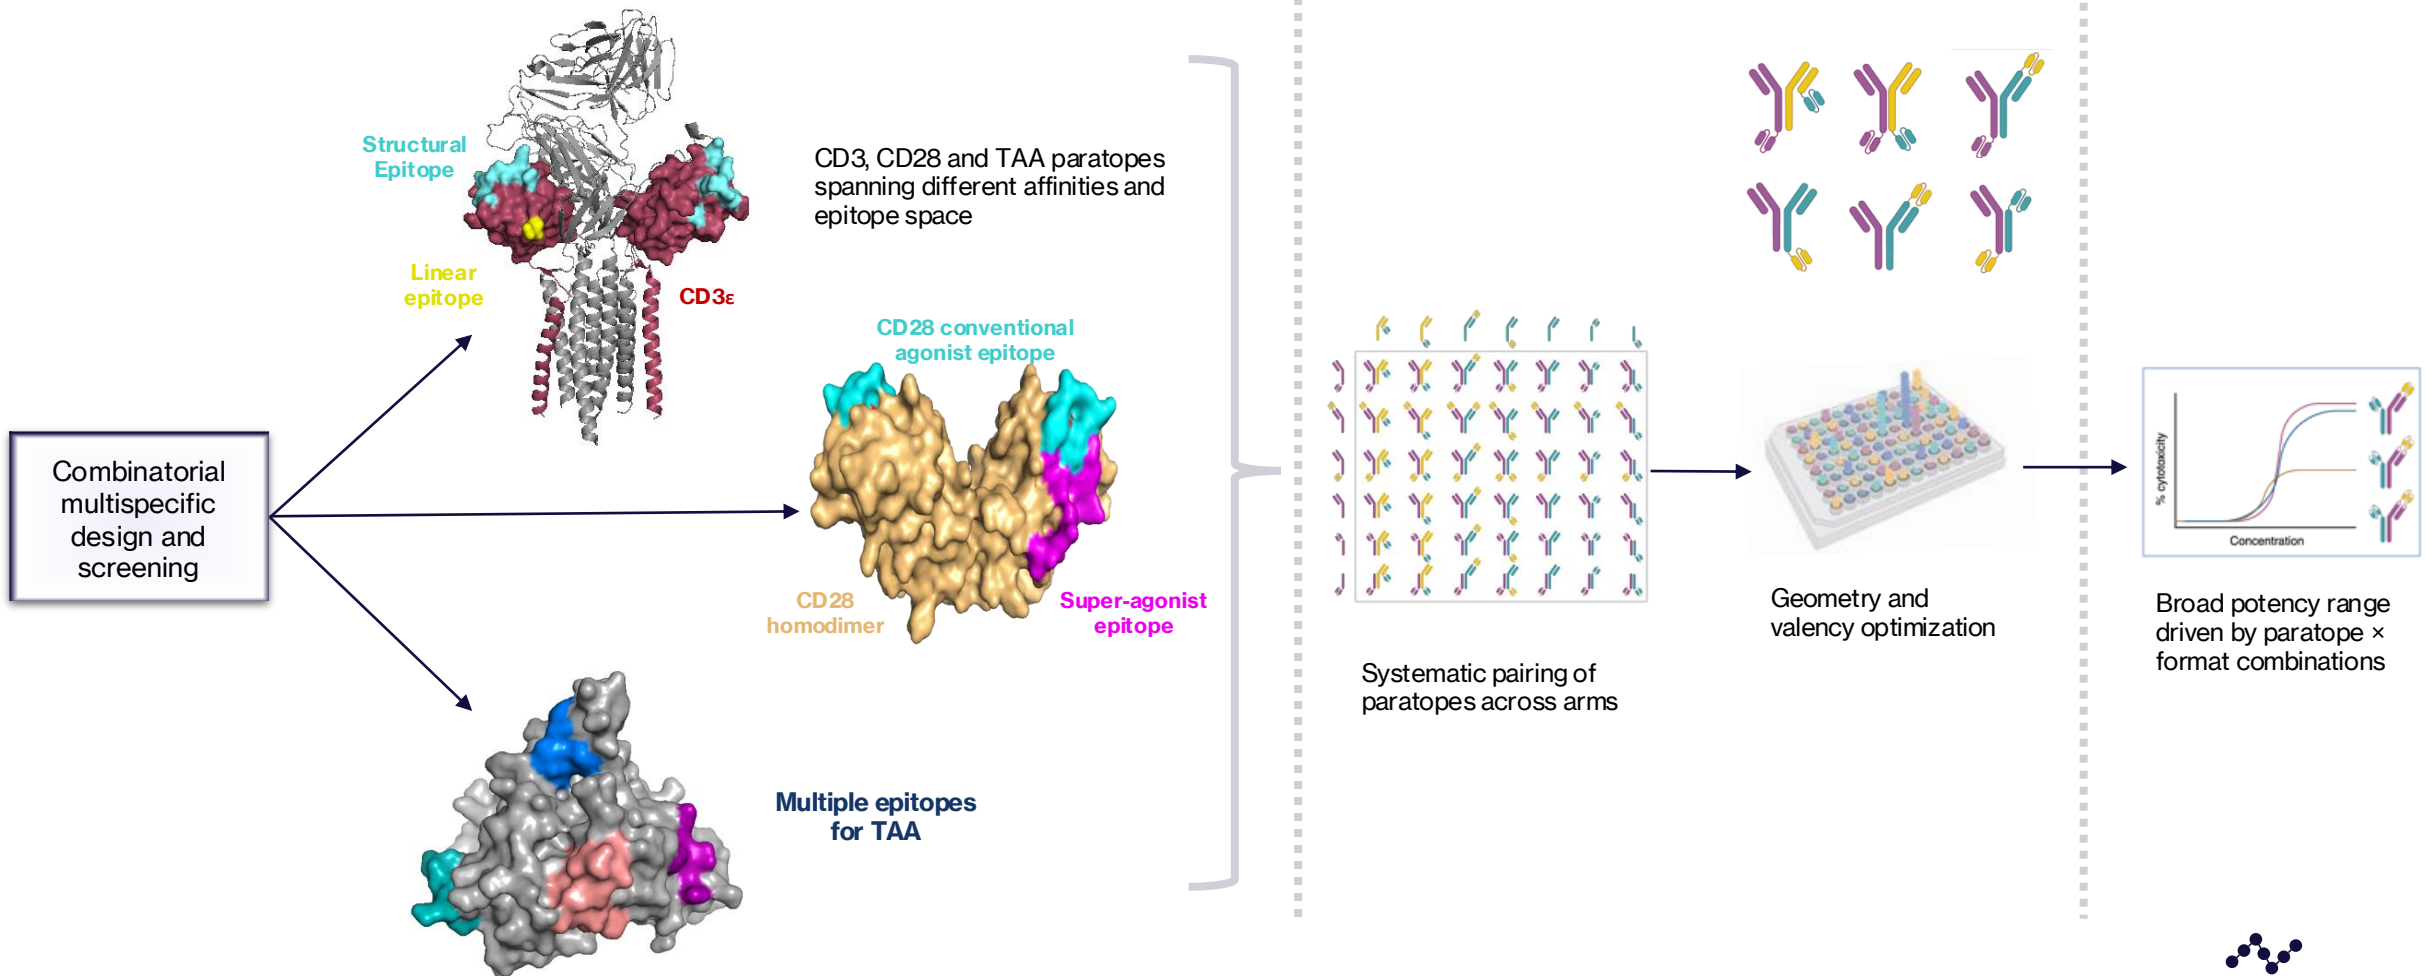 Combinatorial
multispecific
design and
screening
Structural
Epitope
Linear
epitope
CD3ε
CD3, CD28 and TAA paratopes
spanning different affinities and
epitope space
CD28 conventional
agonist epitope
CD28
homodimer
Super-agonist
epitope
Multiple epitopes
for TAA
Systematic pairing of
paratopes across arms
Geometry and
valency optimization
% cytotoxicity
Concentration
Broad potency range
driven by paratope ×
format combinations